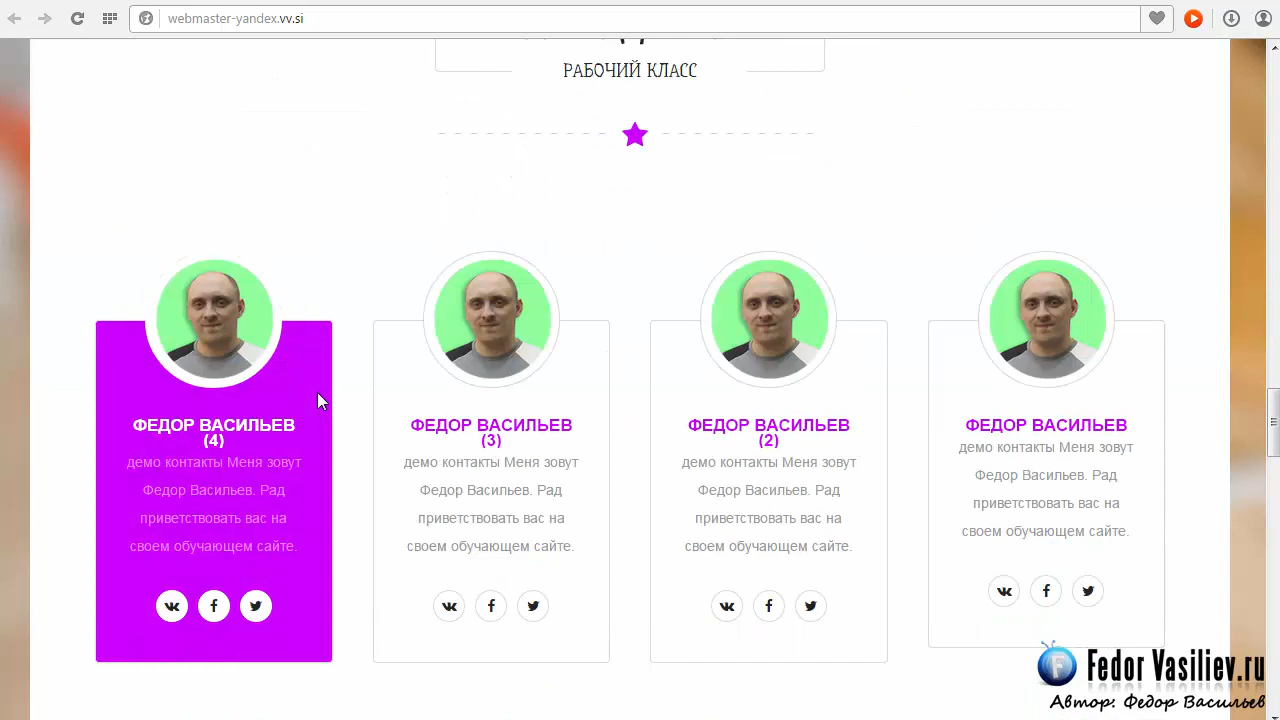 webmaster-yandex.vv.si
РАБОЧИЙ КЛАСС
ФЕДОР ВАСИЛЬЕВ
(4)
демо контакты Меня зовут
Федор Васильев. Рад
приветствовать вас на
своем обучающем сайте.
ФЕДОР ВАСИЛЬЕВ
(3)
демо контакты Меня зовут
Федор Васильев. Рад
приветствовать вас на
своем обучающем сайте.
ФЕДОР ВАСИЛЬЕВ
(2)
демо контакты Меня зовут
Федор Васильев. Рад
приветствовать вас на
своем обучающем сайте.
ФЕДОР ВАСИЛЬЕВ
демо контакты Меня зовут
Федор Васильев. Рад
приветствовать вас на
своем обучающем сайте.
Fedor Vasiliev.ru
Автор: Федор Васильев